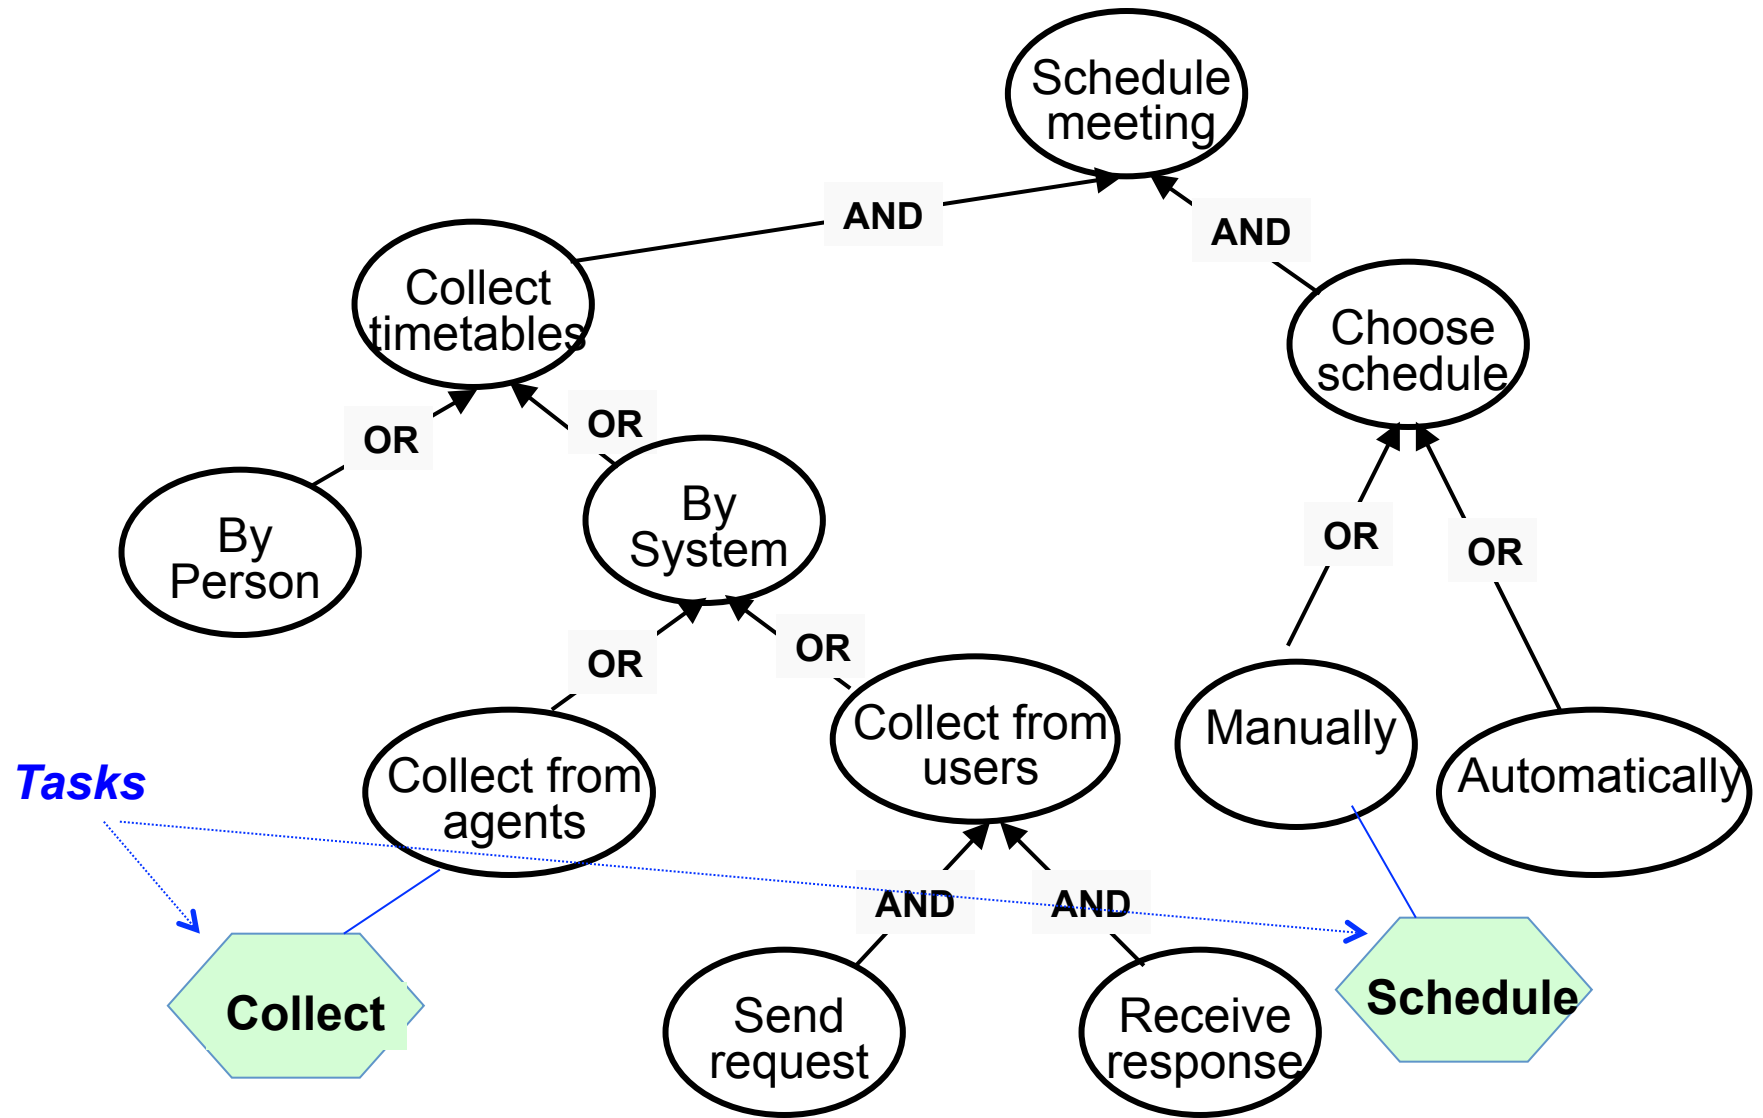 Schedule
meeting
AND
AND
Collect
timetables
Choose
schedule
OR
OR
By
Person
By
System
OR
OR
OR
OR
Collect from
agents
Collect from
users
Manually
Automatically
Tasks
AND
AND
Collect
Send
request
Receive
response
Schedule